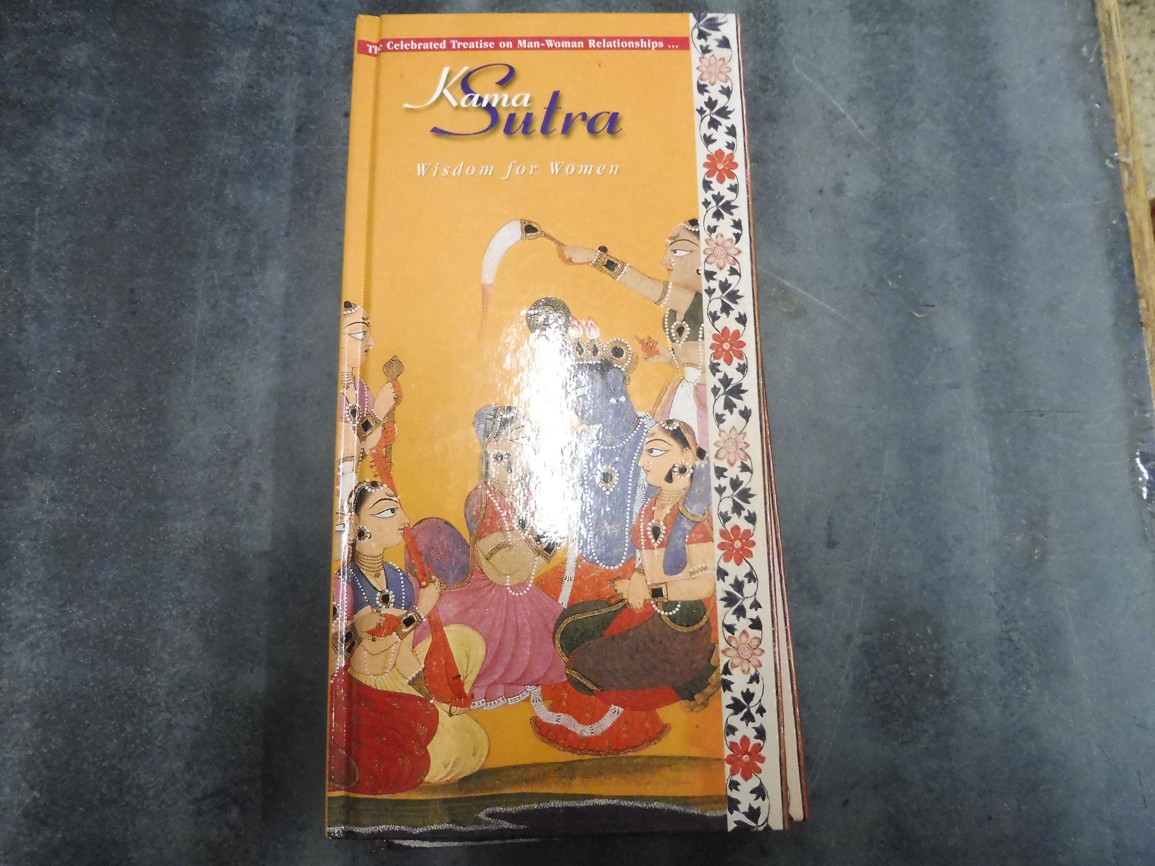 The Celebrated Treatise on Man-Woman Relationships ...
Kama
Sutra
Wisdom for Women